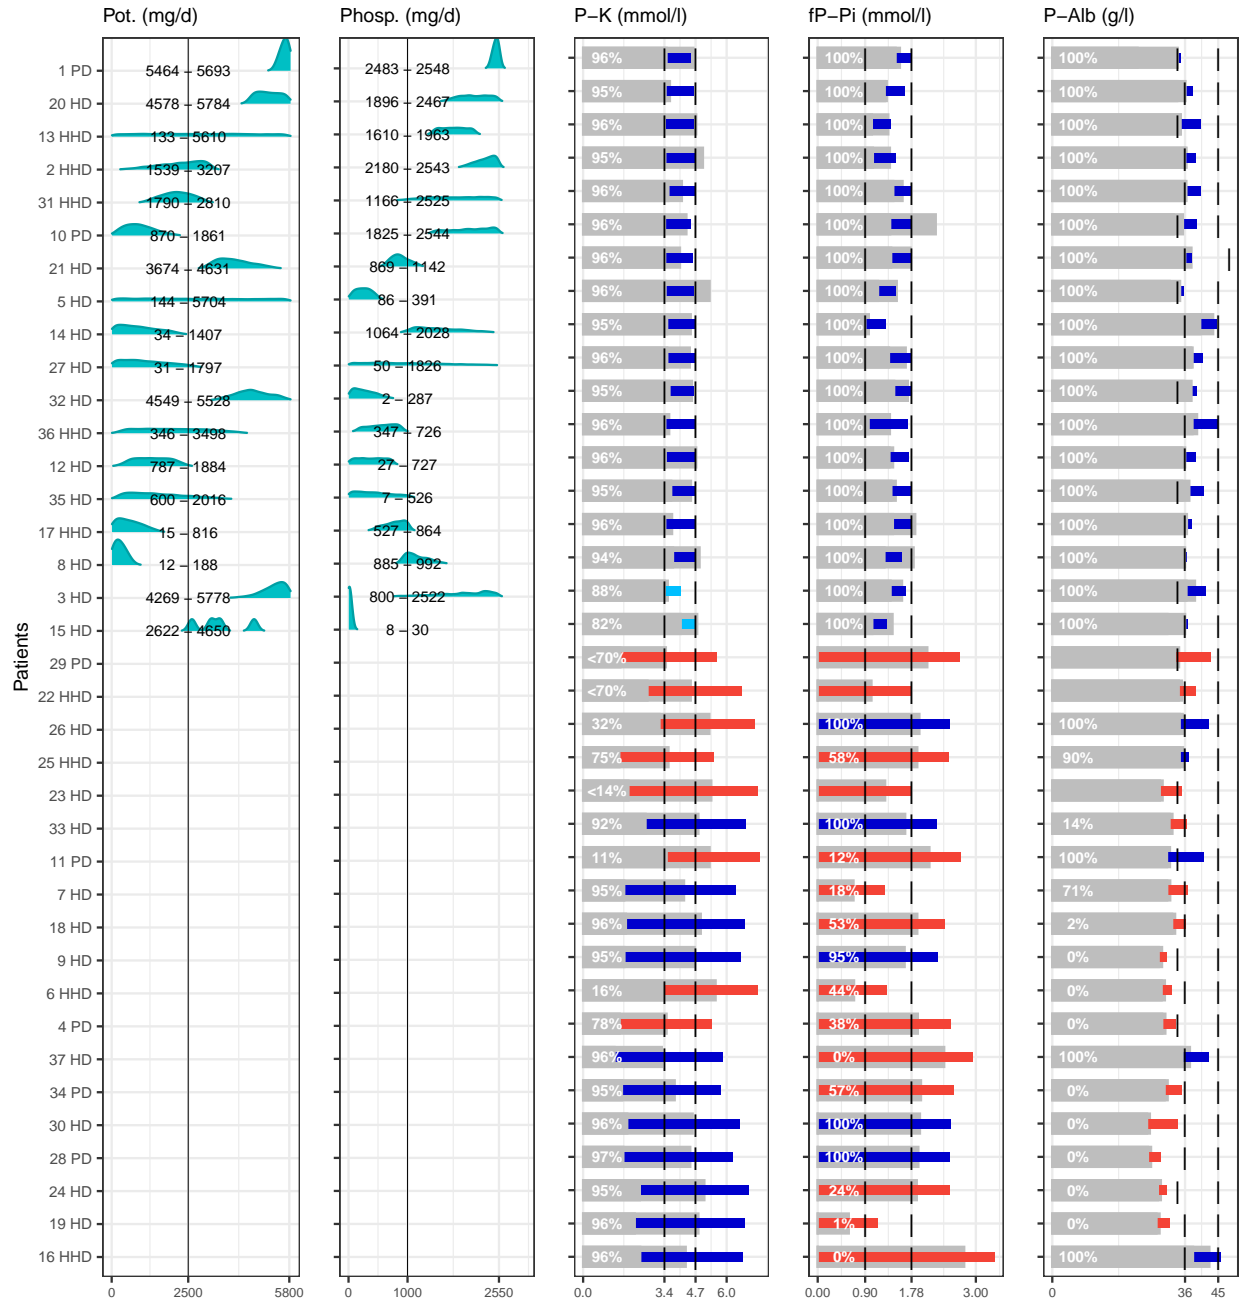 Pot. (mg/d) Phosp. (mg/d) P−K (mmol/l) fP−Pi (mmol/l) P−Alb (g/l)
1 PD 5464 − 5693 2483 − 2548 96% 100% 100%
20 HD 4578 − 5784 1896 − 2467 95% 100% 100%
13 HHD 133 − 5610 1610 − 1963 96% 100% 100%
2 HHD 1539 − 3207 2180 − 2543 95% 100% 100%
31 HHD 1790 − 2810 1166 − 2525 96% 100% 100%
10 PD 870 − 1861 1825 − 2544 96% 100% 100%
21 HD 3674 − 4631 869 − 1142 96% 100% 100%
5 HD 144 − 5704 86 − 391 96% 100% 100%
14 HD 34 − 1407 1064 − 2028 95% 100% 100%
27 HD 31 − 1797 50 − 1826 96% 100% 100%
32 HD 4549 − 5528 2 − 287 95% 100% 100%
36 HHD 346 − 3498 347 − 726 96% 100% 100%
12 HD 787 − 1884 27 − 727 96% 100% 100%
35 HD 600 − 2016 7 − 526 95% 100% 100%
17 HHD 15 − 816 527 − 864 96% 100% 100%
8 HD 12 − 188 885 − 992 94% 100% 100%
3 HD 4269 − 5778 800 − 2522 88% 100% 100%
15 HD 2622 − 4650 8 − 30 82% 100% 100%
Patients
29 PD <70%
22 HHD <70%
26 HD 32% 100% 100%
25 HHD 75% 58% 90%
23 HD <14%
33 HD 92% 100% 14%
11 PD 11% 12% 100%
7 HD 95% 18% 71%
18 HD 96% 53% 2%
9 HD 95% 95% 0%
6 HHD 16% 44% 0%
4 PD 78% 38% 0%
37 HD 96% 0% 100%
34 PD 95% 57% 0%
30 HD 96% 100% 0%
28 PD 97% 100% 0%
24 HD 95% 24% 0%
19 HD 96% 1% 0%
16 HHD 96% 0% 100%
0 2500 5800 0 1000 2550 0.0 3.4 4.7 6.0 0.00 0.90 1.78 3.00 0 36 45